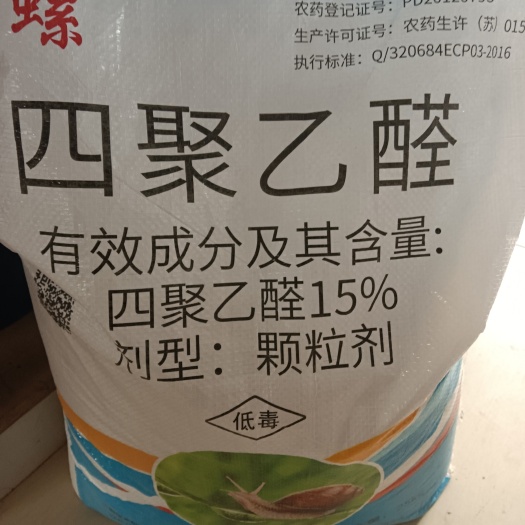 螺
农药登记证号：PD20120733
生产许可证号：农药生许（苏）015
执行标准：Q/320684ECP03-2016
四聚乙醛
有效成分及其含量：
四聚乙醛15%
剂型：颗粒剂
低毒